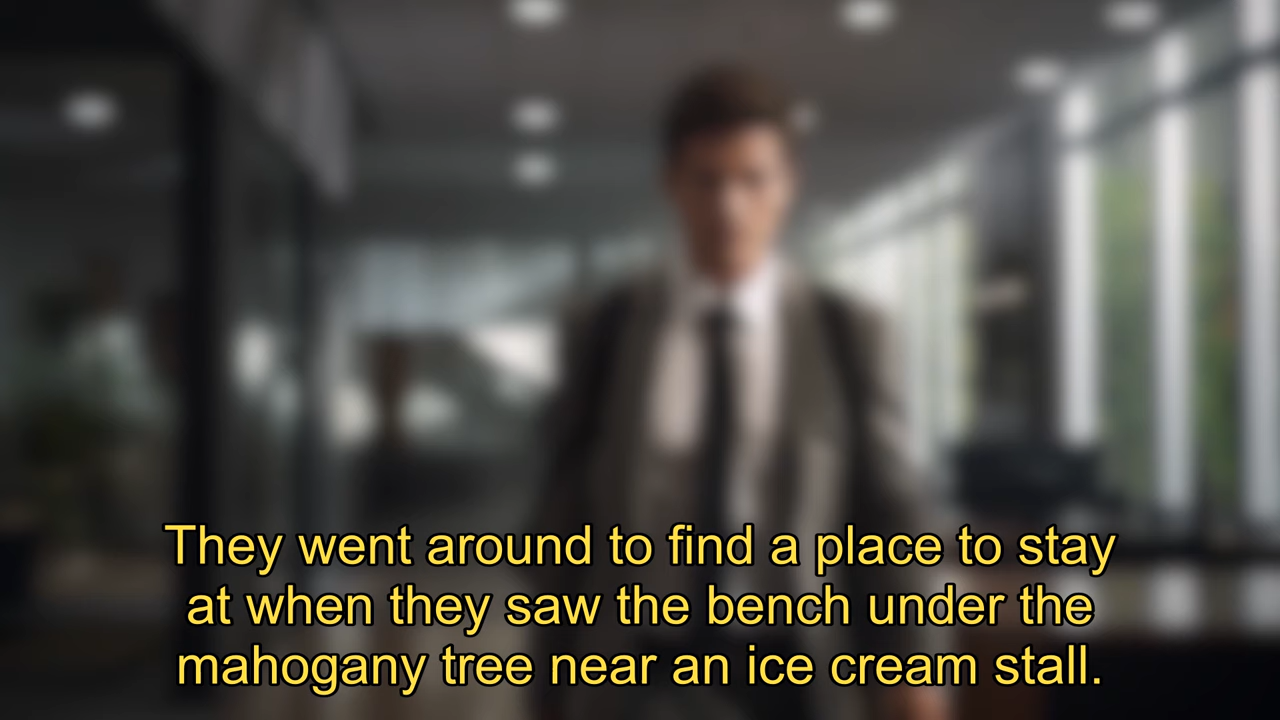 They went around to find a place to stay
at when they saw the bench under the
mahogany tree near an ice cream stall.